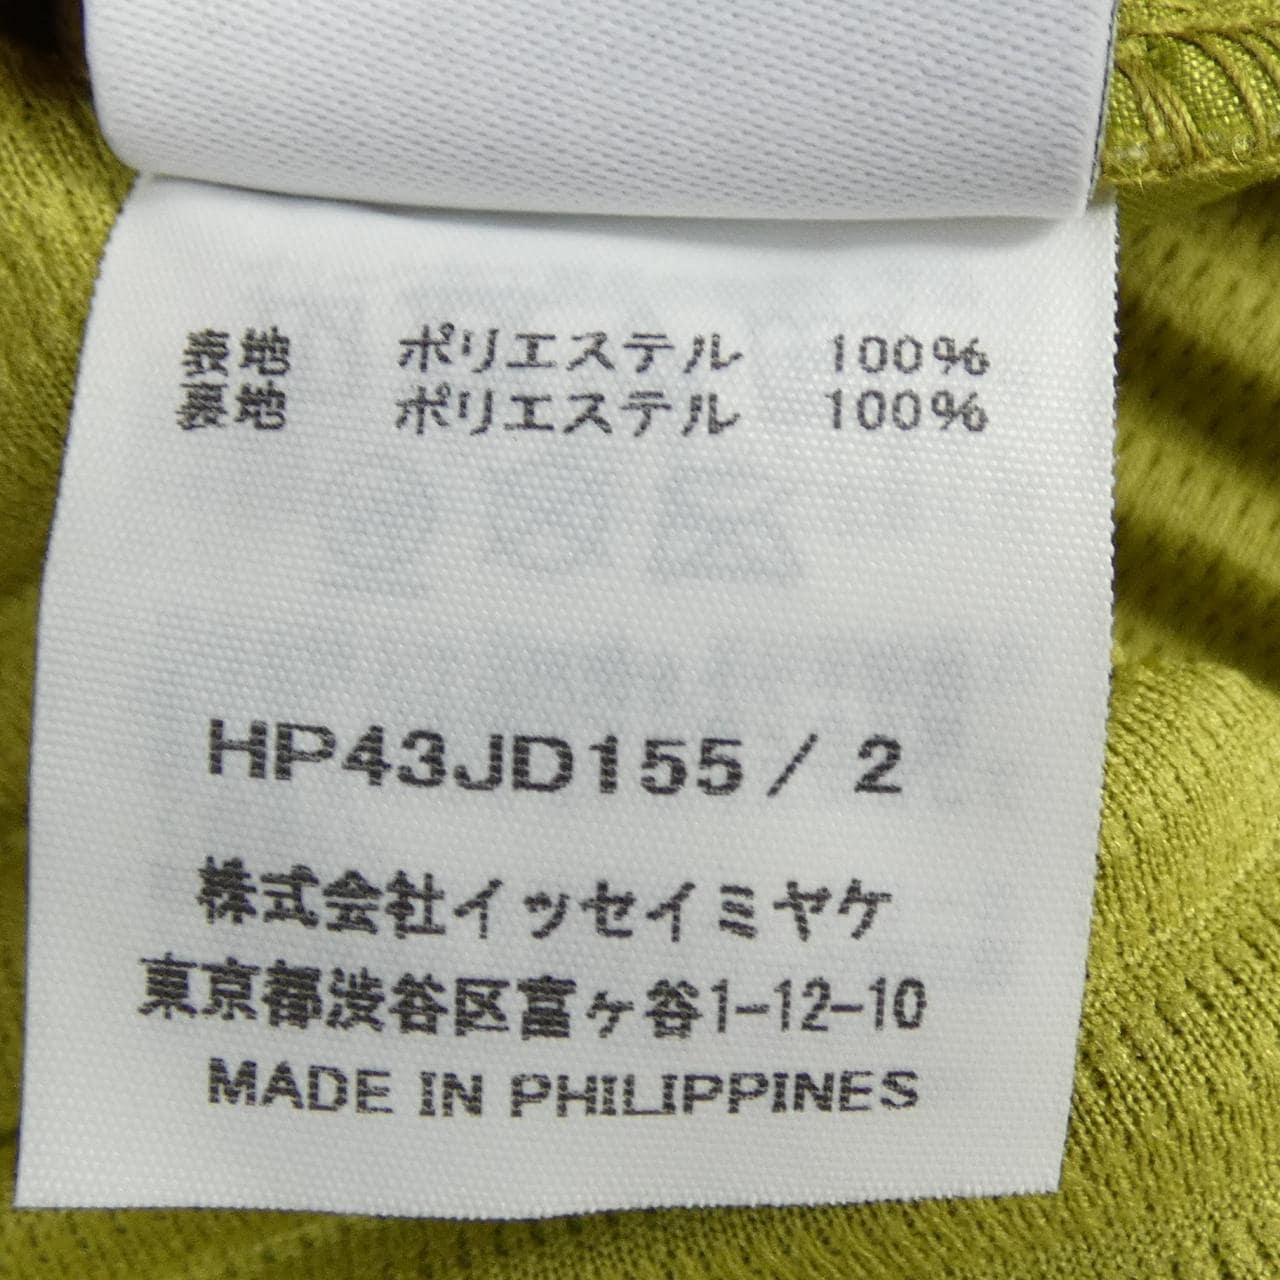 表地 ポリエステル 100%
裏地 ポリエステル 100%
HP43JD155 / 2
株式会社イッセイミヤケ
東京都渋谷区富ヶ谷1-12-10
MADE IN PHILIPPINES